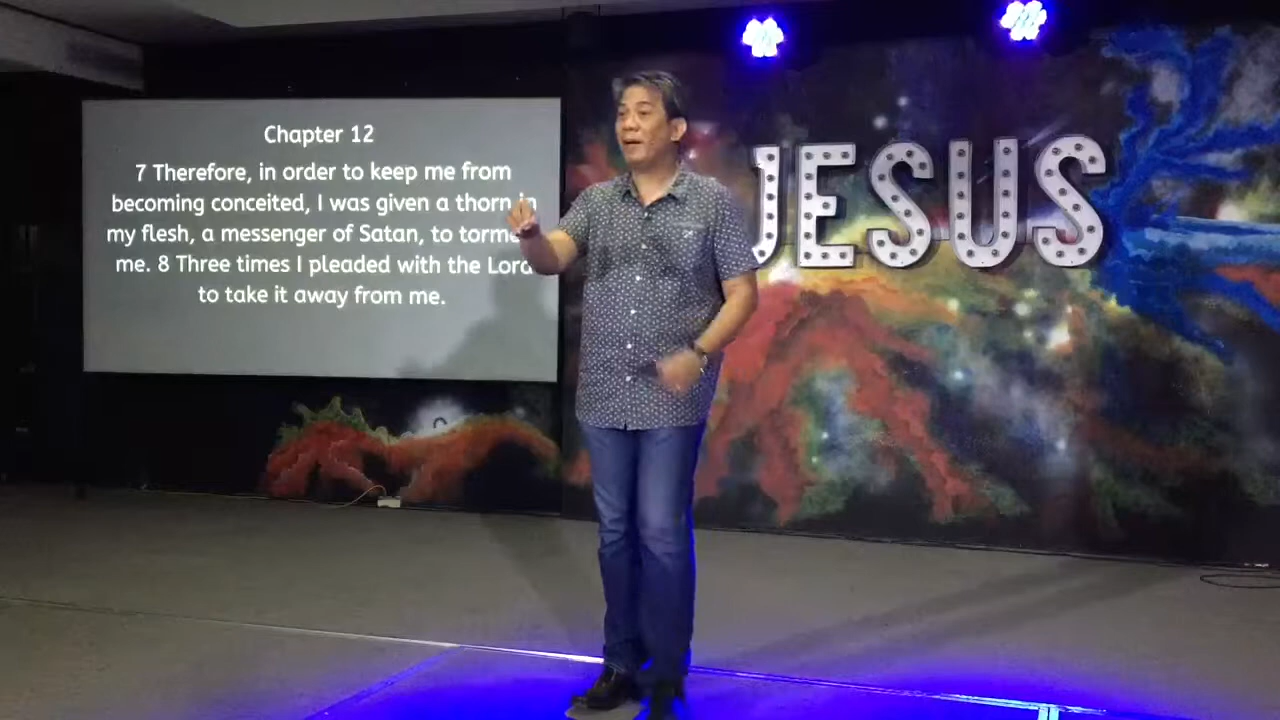 Chapter 12
7 Therefore, in order to keep me from
becoming conceited, I was given a thorn in
my flesh, a messenger of Satan, to
me. 8 Three times I pleaded with the Lord
to take it away from me.
JESUS